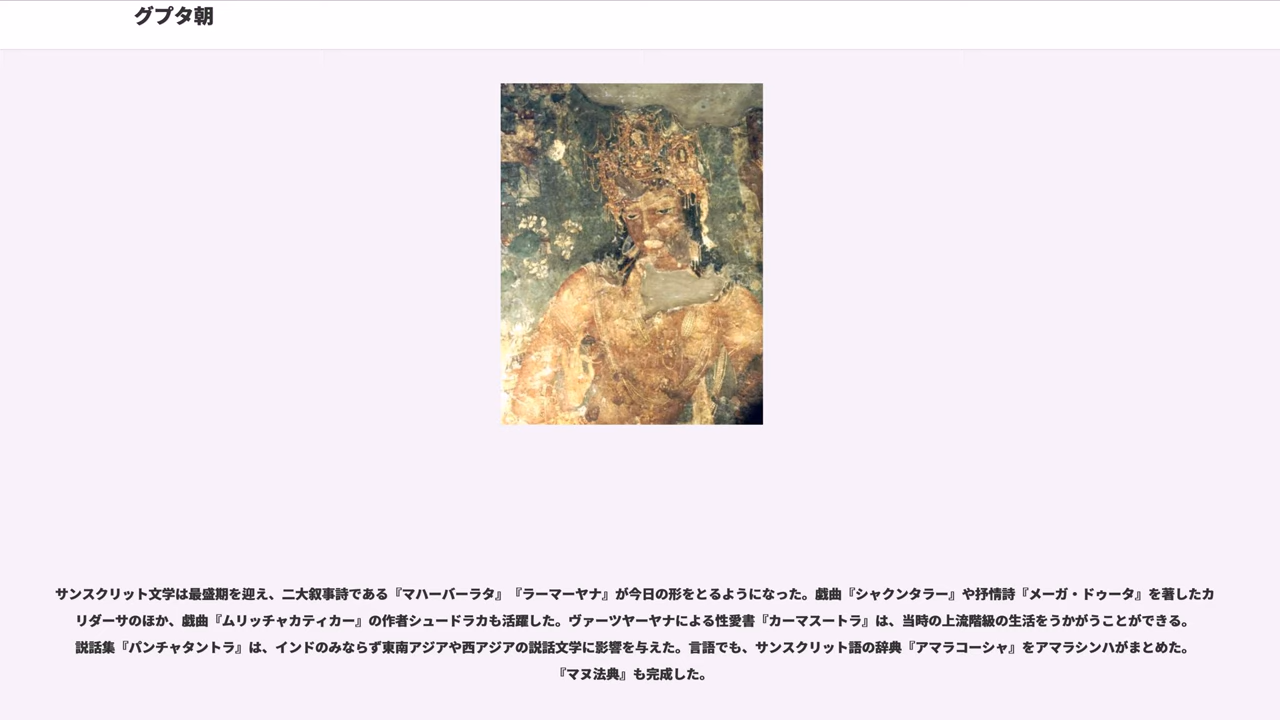 グプタ朝
サンスクリット文学は最盛期を迎え、二大叙事詩である『マハーバーラタ』『ラーマーヤナ』が今日の形をとるようになった。戯曲『シャクンタラー』や抒情詩『メーガ・ドゥータ』を著したカ
リダーサのほか、戯曲『ムリッチャカティカー』の作者シュードラカも活躍した。ヴァーツヤーヤナによる性愛書『カーマスートラ』は、当時の上流階級の生活をうかがうことができる。
説話集『パンチャタントラ』は、インドのみならず東南アジアや西アジアの説話文学に影響を与えた。言語でも、サンスクリット語の辞典『アマラコーシャ』をアマラシンハがまとめた。
『マヌ法典』も完成した。